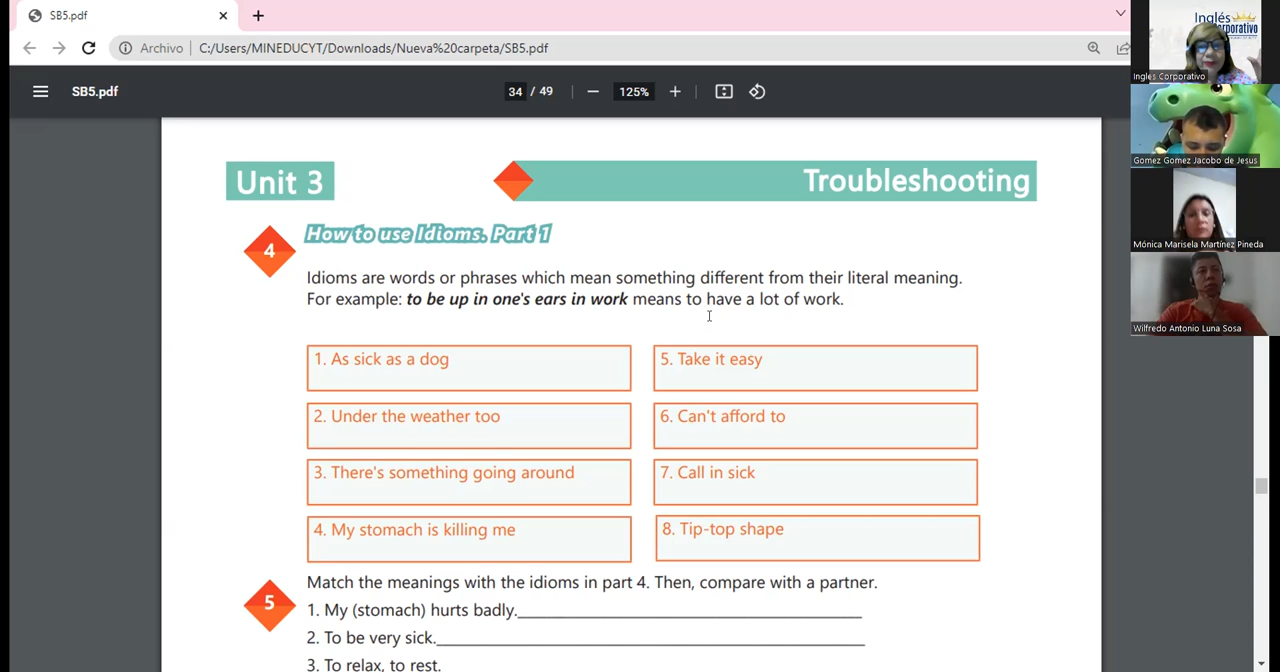 SB5.pdf
Archivo
C:/Users/MINEDUCYT/Downloads/Nueva%20carpeta/SB5.pdf
SB5.pdf
34 / 49
125%
Unit 3
Troubleshooting
4
How to use Idioms. Part 1
Idioms are words or phrases which mean something different from their literal meaning.
For example: to be up in one's ears in work means to have a lot of work.
1. As sick as a dog
5. Take it easy
2. Under the weather too
6. Can't afford to
3. There's something going around
7. Call in sick
4. My stomach is killing me
8. Tip-top shape
5
Match the meanings with the idioms in part 4. Then, compare with a partner.
1. My (stomach) hurts badly.
2. To be very sick.
3. To relax, to rest.
Inglés
Ingles Corporativo
Gomez Gomez Jacobo de Jesus
Mónica Marisela Martínez Pineda
Wilfredo Antonio Luna Sosa